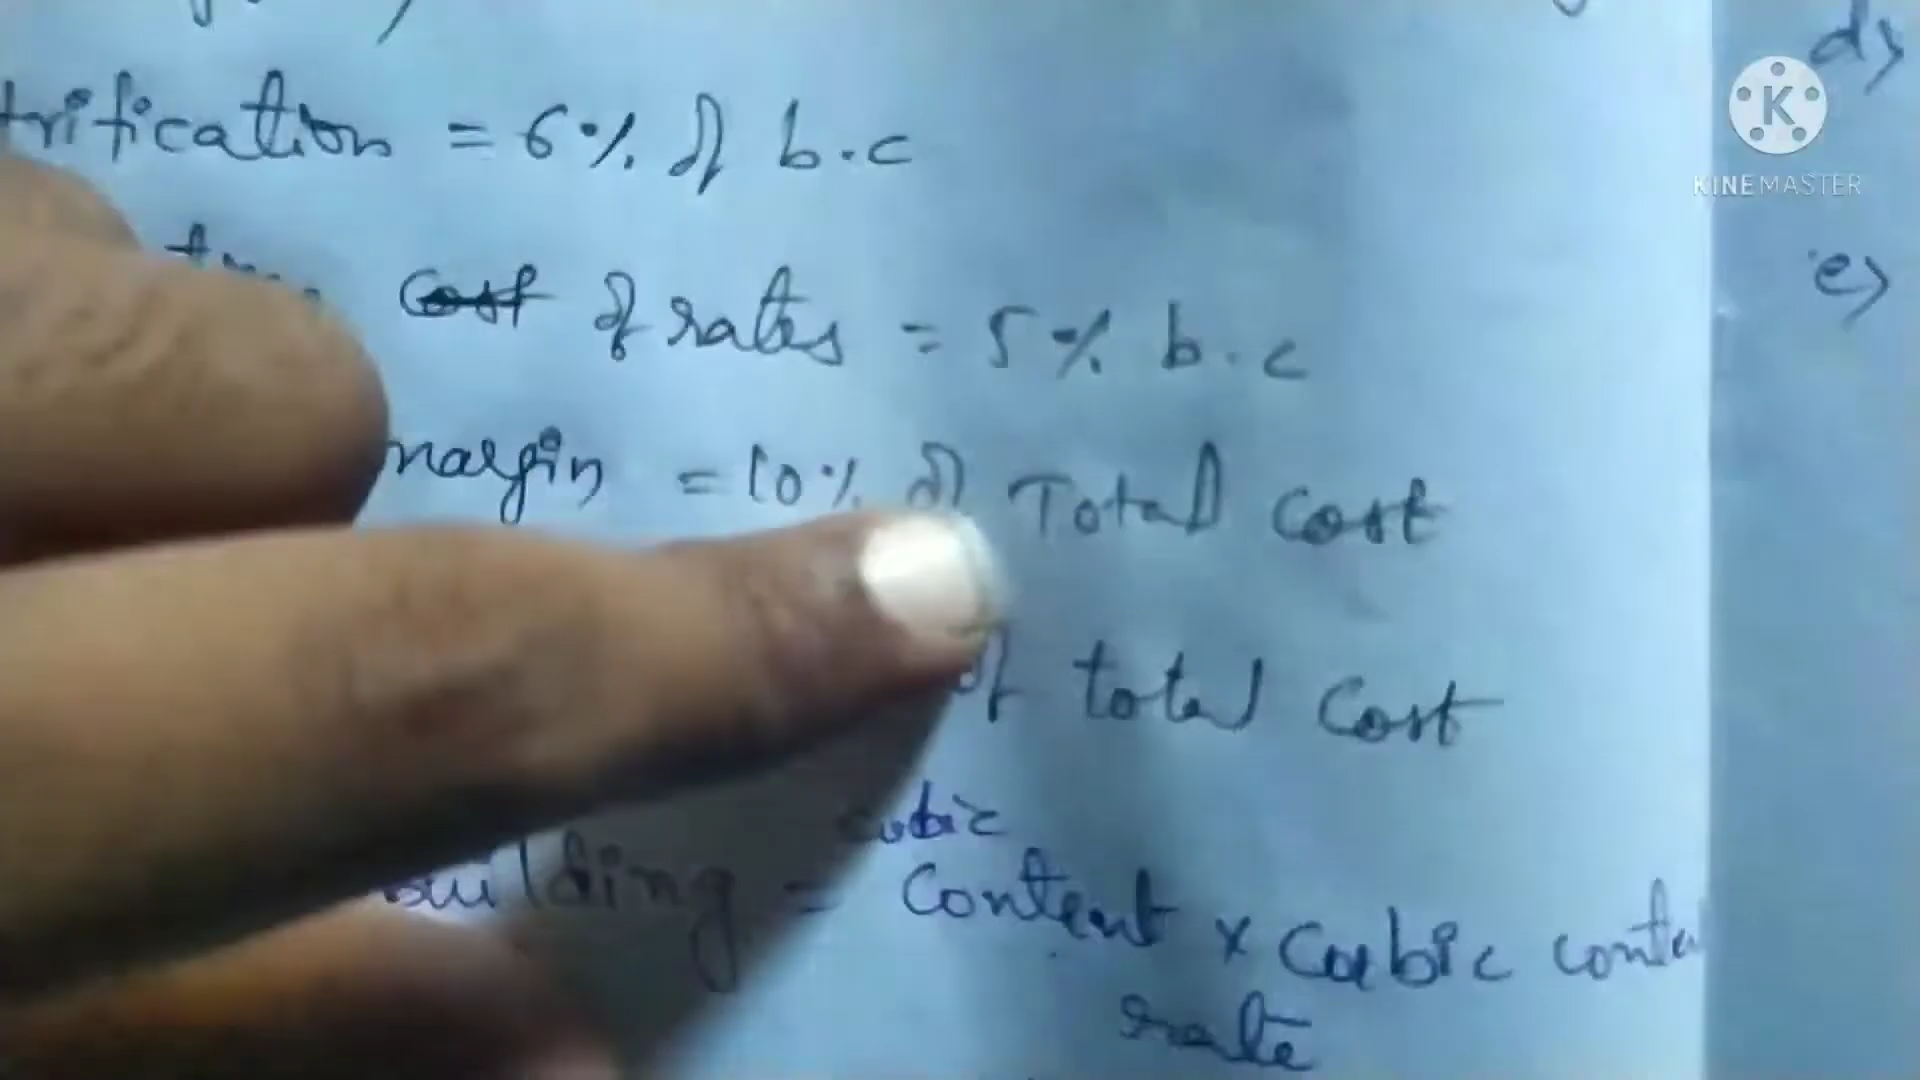 d)
KINEMASTER
trification = 6% of b.c
e)
cost of rates = 5% b.c
margin = 10% of Total cost
of total cost
cubic
building = Content x Cubic conte
rate